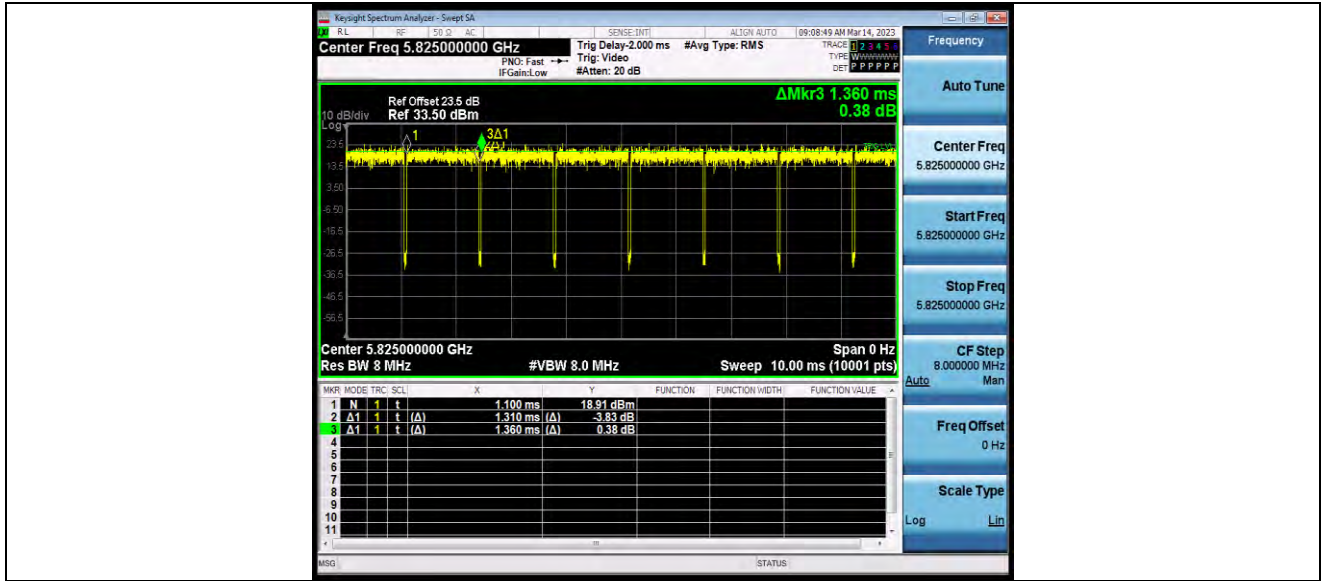 Keysight Spectrum Analyzer - Swept SA
RL RF 50 Ω AC SENSE:INT ALIGN AUTO 09:08:49 AM Mar 14, 2023
Center Freq 5.825000000 GHz Trig Delay-2.000 ms #Avg Type: RMS TRACE 1 2 3 4 5 6
PNO: Fast Trig: Video TYPE WWWWWW
IFGain:Low #Atten: 20 dB DET P P P P P P
ΔMkr3 1.360 ms
0.38 dB
Ref Offset 23.5 dB
10 dB/div Ref 33.50 dBm
Log
1 3Δ1
23.5
13.5
3.50
-6.50
-16.5
-26.5
-36.5
-46.5
-56.5
Center 5.825000000 GHz Span 0 Hz
Res BW 8 MHz #VBW 8.0 MHz Sweep 10.00 ms (10001 pts)
MKR MODE TRC SCL X Y FUNCTION FUNCTION WIDTH FUNCTION VALUE
1 N 1 t 1.100 ms 18.91 dBm
2 Δ1 1 t (Δ) 1.310 ms (Δ) -3.83 dB
3 Δ1 1 t (Δ) 1.360 ms (Δ) 0.38 dB
4
5
6
7
8
9
10
11
MSG STATUS
Frequency
Auto Tune
Center Freq
5.825000000 GHz
Start Freq
5.825000000 GHz
Stop Freq
5.825000000 GHz
CF Step
8.000000 MHz
Auto Man
Freq Offset
0 Hz
Scale Type
Log Lin